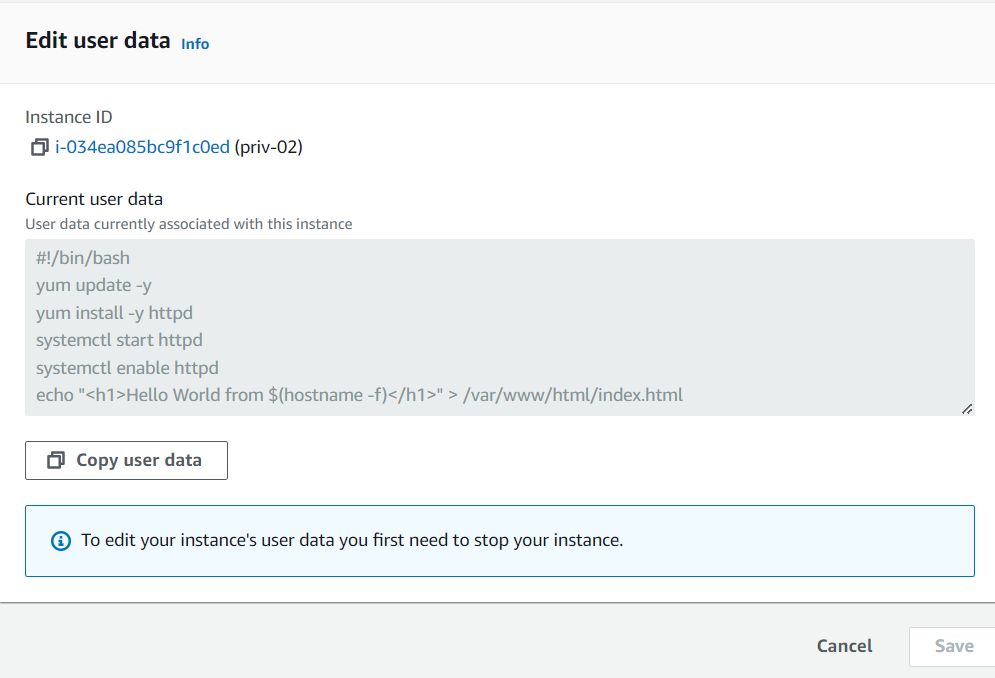 Edit user data Info
Instance ID
i-034ea085bc9f1c0ed (priv-02)
Current user data
User data currently associated with this instance
#!/bin/bash
yum update -y
yum install -y httpd
systemctl start httpd
systemctl enable httpd
echo "<h1>Hello World from $(hostname -f)</h1>" > /var/www/html/index.html
Copy user data
To edit your instance's user data you first need to stop your instance.
Cancel Save